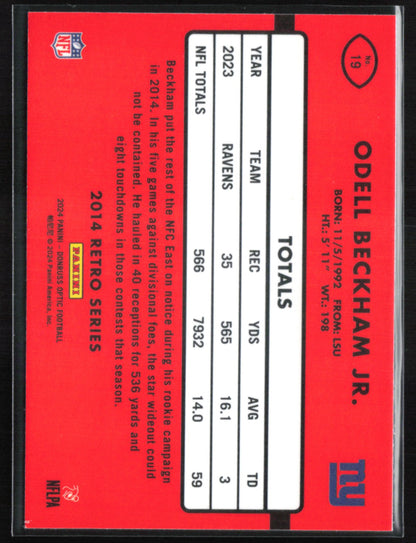 No.
19
ODELL BECKHAM JR.
BORN: 11/5/1992 FROM: LSU
HT.: 5' 11" WT.: 198
NY
TOTALS
YEAR TEAM REC YDS AVG TD
2023 RAVENS 35 565 16.1 3
NFL TOTALS 566 7932 14.0 59
Beckham put the rest of the NFC East on notice during his rookie campaign
in 2014. In his five games against divisional foes, the star wideout could
not be contained. He hauled in 40 receptions for 536 yards and
eight touchdowns in those contests that season.
2014 RETRO SERIES
PANINI
2024 PANINI - DONRUSS OPTIC FOOTBALL
帕尼尼 © 2024 Panini America, Inc.
NFL
NFLPA